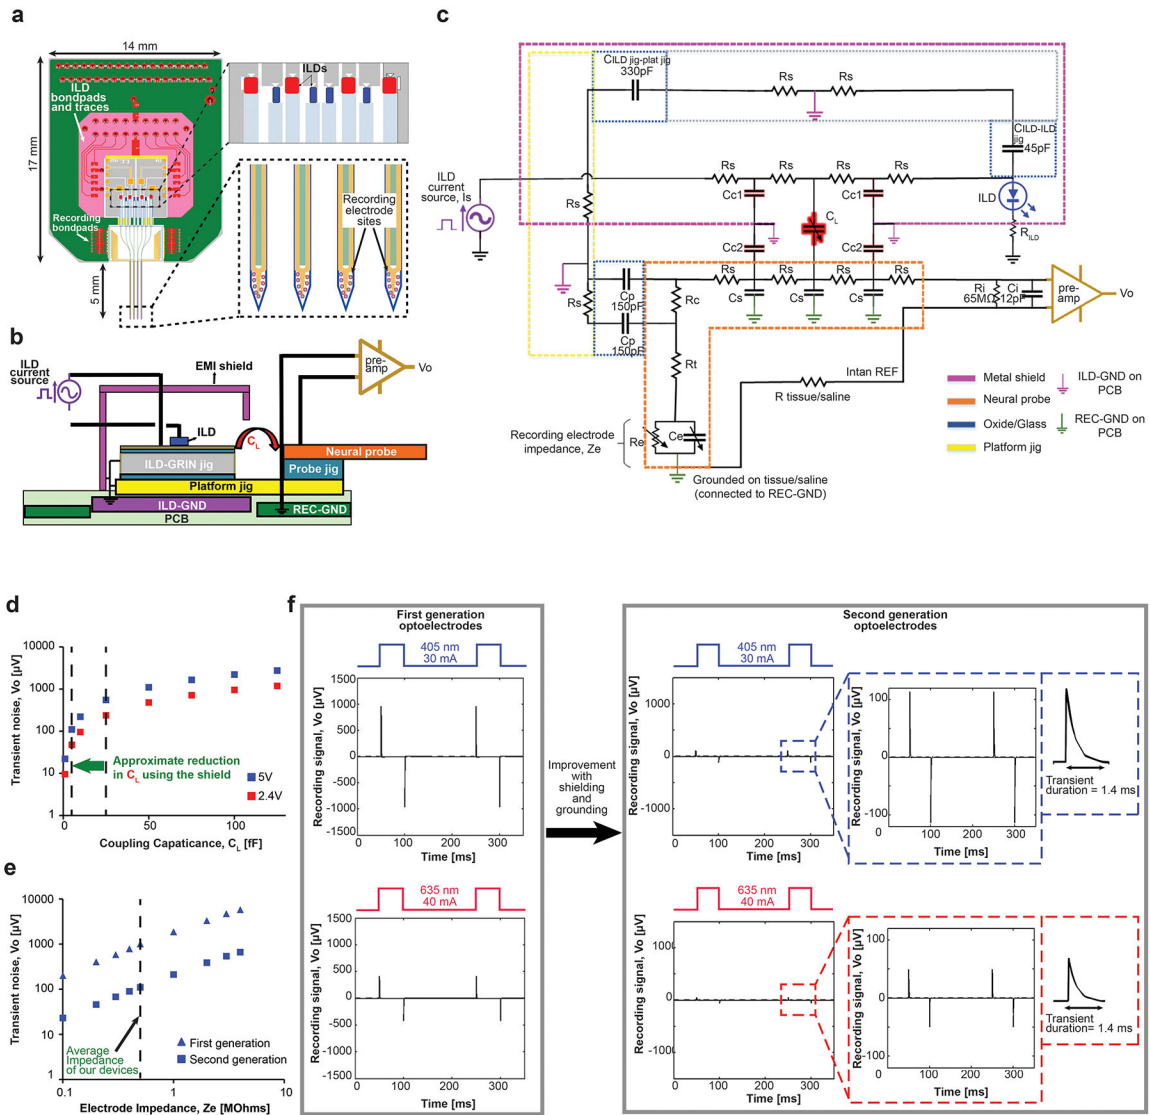 a
14 mm
17 mm
5 mm
ILD
bondpads
and traces
Recording
bondpads
ILDs
Recording
electrode
sites
b
ILD
current
source
EMI shield
ILD
CL
ILD-GRIN jig
Neural probe
Probe jig
Platform jig
ILD-GND
REC-GND
PCB
pre-
amp
Vo
c
CILD jig-plat jig
330pF
Rs
Rs
CILD-ILD
jig
45pF
ILD
current
source, Is
Rs
Rs
Rs
Rs
Cc1
Cc1
CL
ILD
RILD
Rs
Cc2
Cc2
Rs
Cp
150pF
Cp
150pF
Rc
Rs
Rs
Rs
Cs
Cs
Cs
Ri
65MΩ
Ci
12pF
pre-
amp
Vo
Rt
Intan REF
R tissue/saline
Recording electrode
impedance, Ze
Re
Ce
Grounded on tissue/saline
(connected to REC-GND)
Metal shield
Neural probe
Oxide/Glass
Platform jig
ILD-GND on
PCB
REC-GND on
PCB
d
Transient noise, Vo [µV]
10000
1000
100
10
1
0
50
100
Coupling Capaticance, CL [fF]
Approximate reduction
in CL using the shield
5V
2.4V
e
Transient noise, Vo [µV]
10000
1000
100
10
1
0.1
1
10
Electrode Impedance, Ze [MOhms]
Average
Impedance
of our devices
First generation
Second generation
f
First generation
optoelectrodes
405 nm
30 mA
Recording signal, Vo [µV]
1500
1000
500
0
-500
-1000
-1500
0
100
200
300
Time [ms]
635 nm
40 mA
Recording signal, Vo [µV]
1500
1000
500
0
-500
-1000
-1500
0
100
200
300
Time [ms]
Improvement
with
shielding
and
grounding
Second generation
optoelectrodes
405 nm
30 mA
Recording signal, Vo [µV]
1000
0
-1000
0
100
200
300
Time [ms]
Recording signal, Vo [µV]
100
0
-100
0
100
200
300
Time [ms]
Transient
duration = 1.4 ms
635 nm
40 mA
Recording signal, Vo [µV]
1000
0
-1000
0
100
200
300
Time [ms]
Recording signal, Vo [µV]
100
0
-100
0
100
200
300
Time [ms]
Transient
duration= 1.4 ms